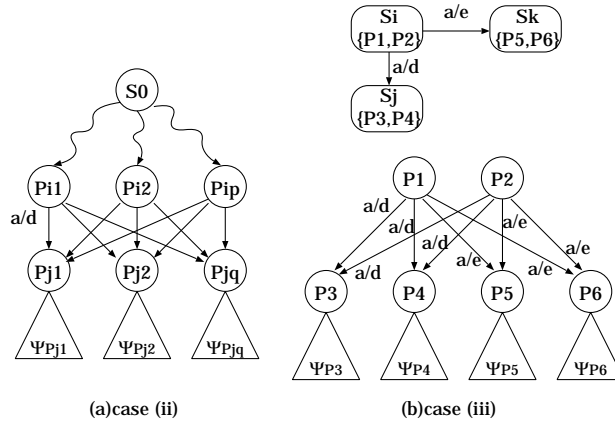 S0
Pi1 Pi2 Pip
a/d
Pj1 Pj2 Pjq
ΨPj1 ΨPj2 ΨPjq
(a)case (ii)
Si
{P1,P2}
a/e
Sk
{P5,P6}
a/d
Sj
{P3,P4}
P1 P2
a/d a/d a/d a/e a/e
a/d a/e a/e
P3 P4 P5 P6
ΨP3 ΨP4 ΨP5 ΨP6
(b)case (iii)